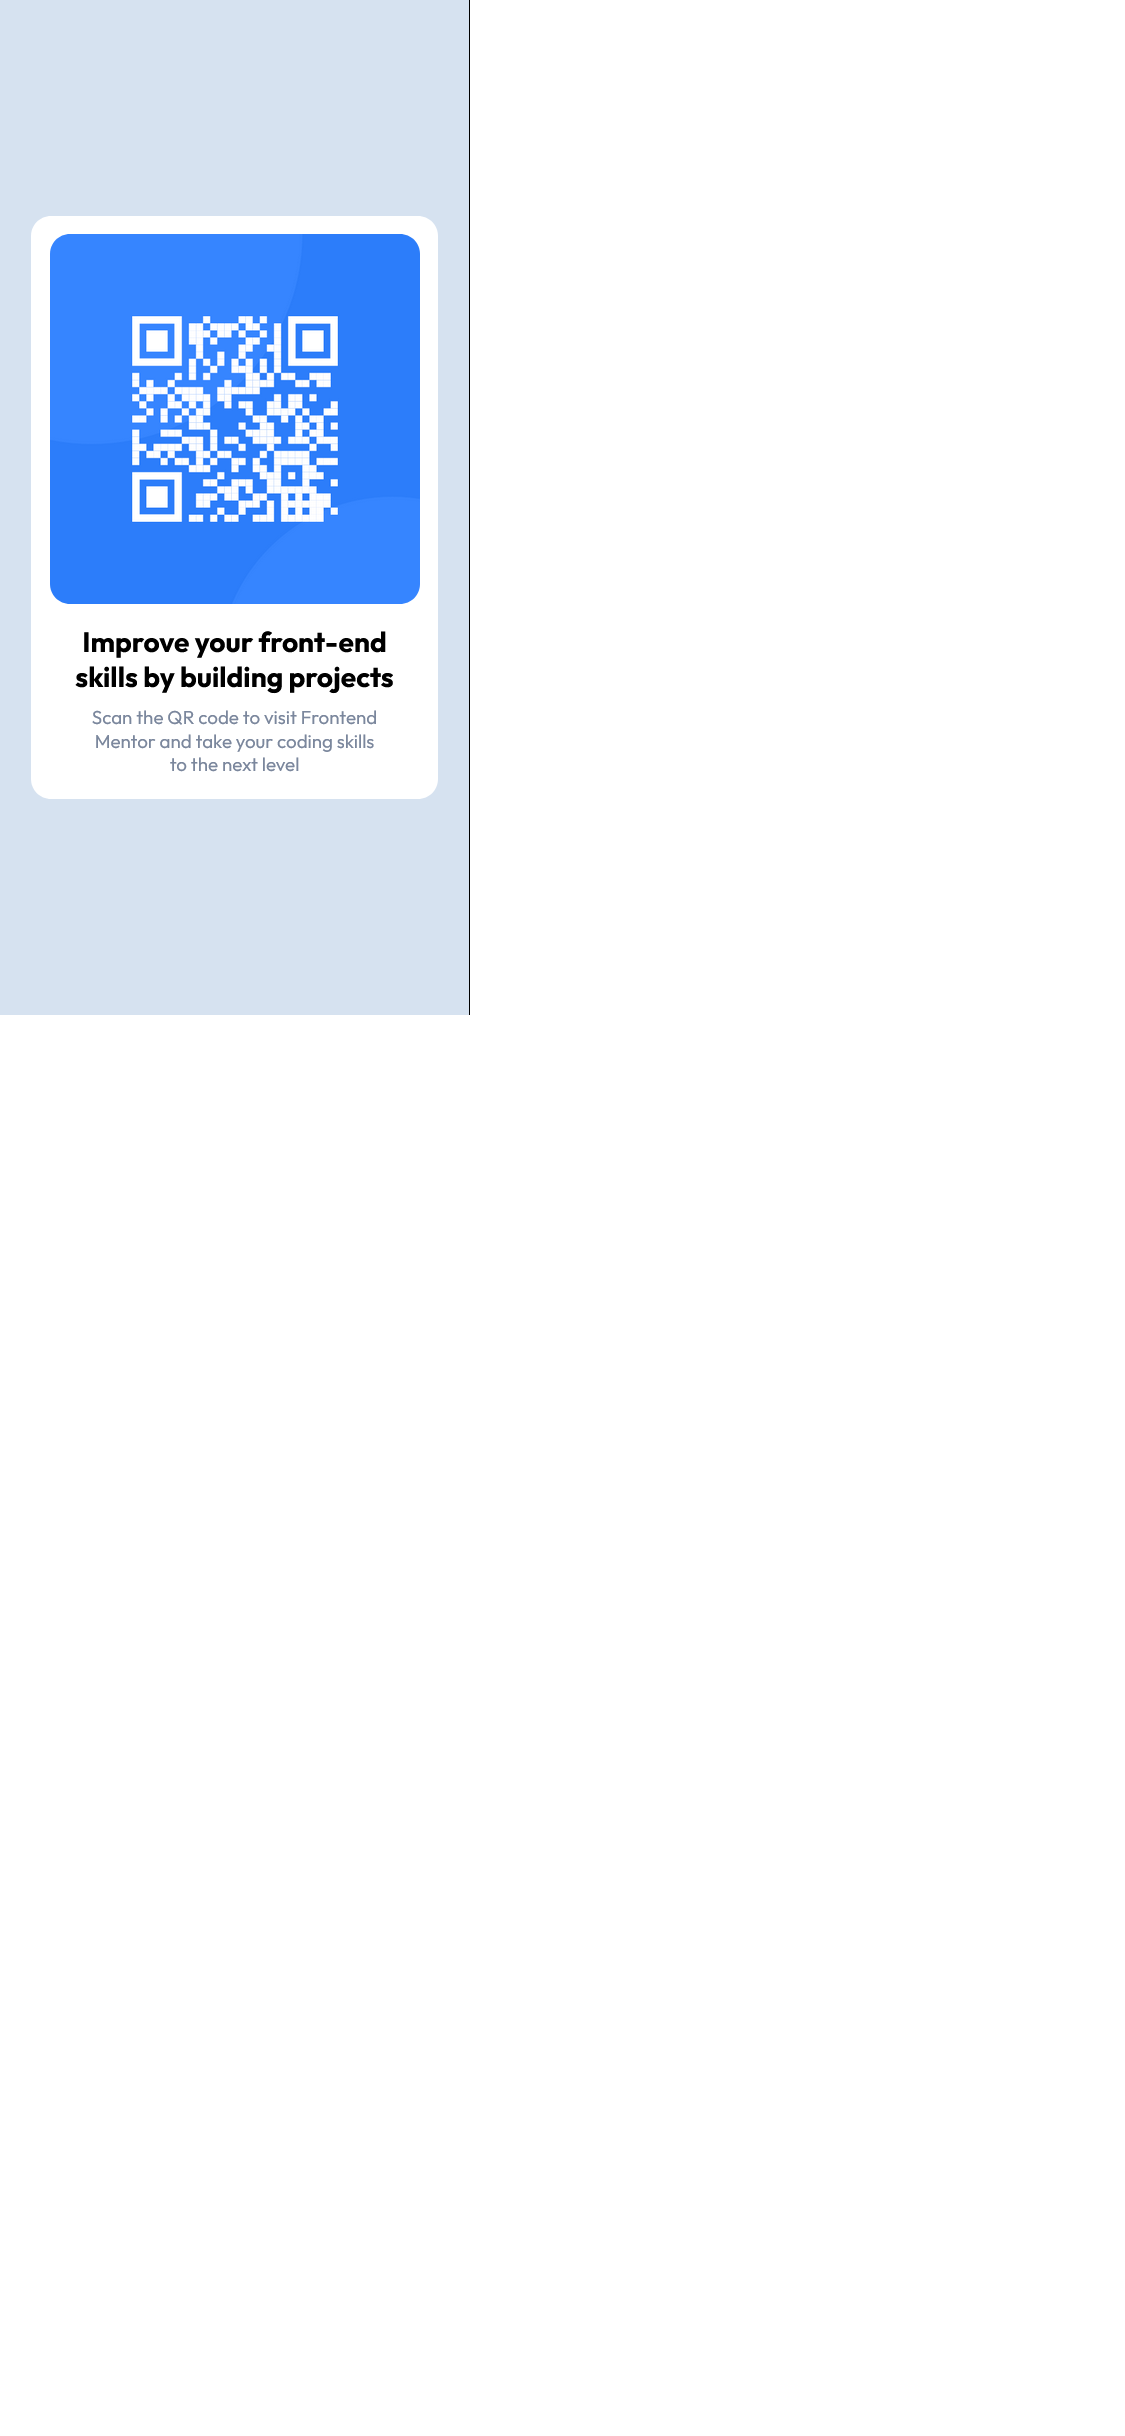 Improve your front-end
skills by building projects
Scan the QR code to visit Frontend
Mentor and take your coding skills
to the next level